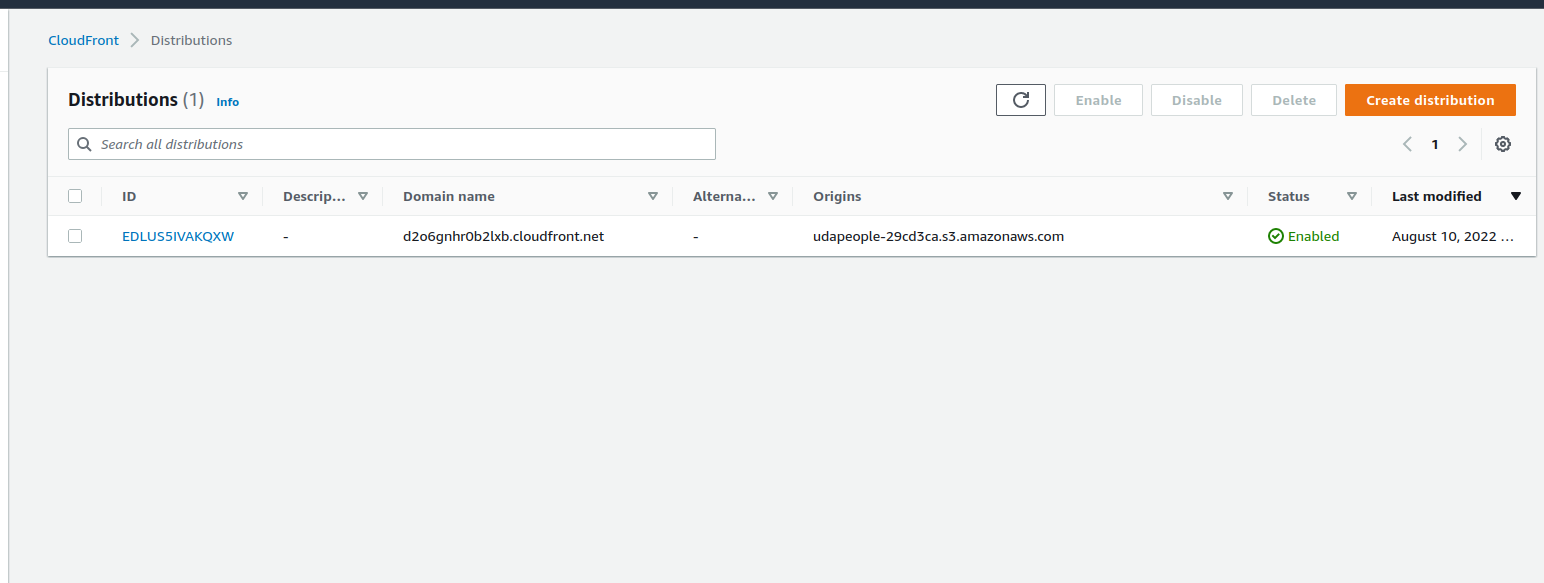 CloudFront Distributions
Distributions (1) Info
Enable Disable Delete Create distribution
Search all distributions
1
ID Descrip... Domain name Alterna... Origins Status Last modified
EDLUS5IVAKQXW - d2o6gnhr0b2lxb.cloudfront.net - udapeople-29cd3ca.s3.amazonaws.com Enabled August 10, 2022 ...